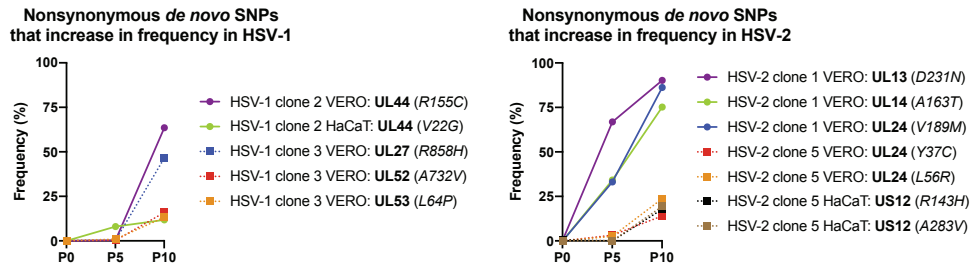 Nonsynonymous de novo SNPs
that increase in frequency in HSV-1
100
75
50
25
0
Frequency (%)
P0 P5 P10
HSV-1 clone 2 VERO: UL44 (R155C)
HSV-1 clone 2 HaCaT: UL44 (V22G)
HSV-1 clone 3 VERO: UL27 (R858H)
HSV-1 clone 3 VERO: UL52 (A732V)
HSV-1 clone 3 VERO: UL53 (L64P)
Nonsynonymous de novo SNPs
that increase in frequency in HSV-2
100
75
50
25
0
Frequency (%)
P0 P5 P10
HSV-2 clone 1 VERO: UL13 (D231N)
HSV-2 clone 1 VERO: UL14 (A163T)
HSV-2 clone 1 VERO: UL24 (V189M)
HSV-2 clone 5 VERO: UL24 (Y37C)
HSV-2 clone 5 VERO: UL24 (L56R)
HSV-2 clone 5 HaCaT: US12 (R143H)
HSV-2 clone 5 HaCaT: US12 (A283V)